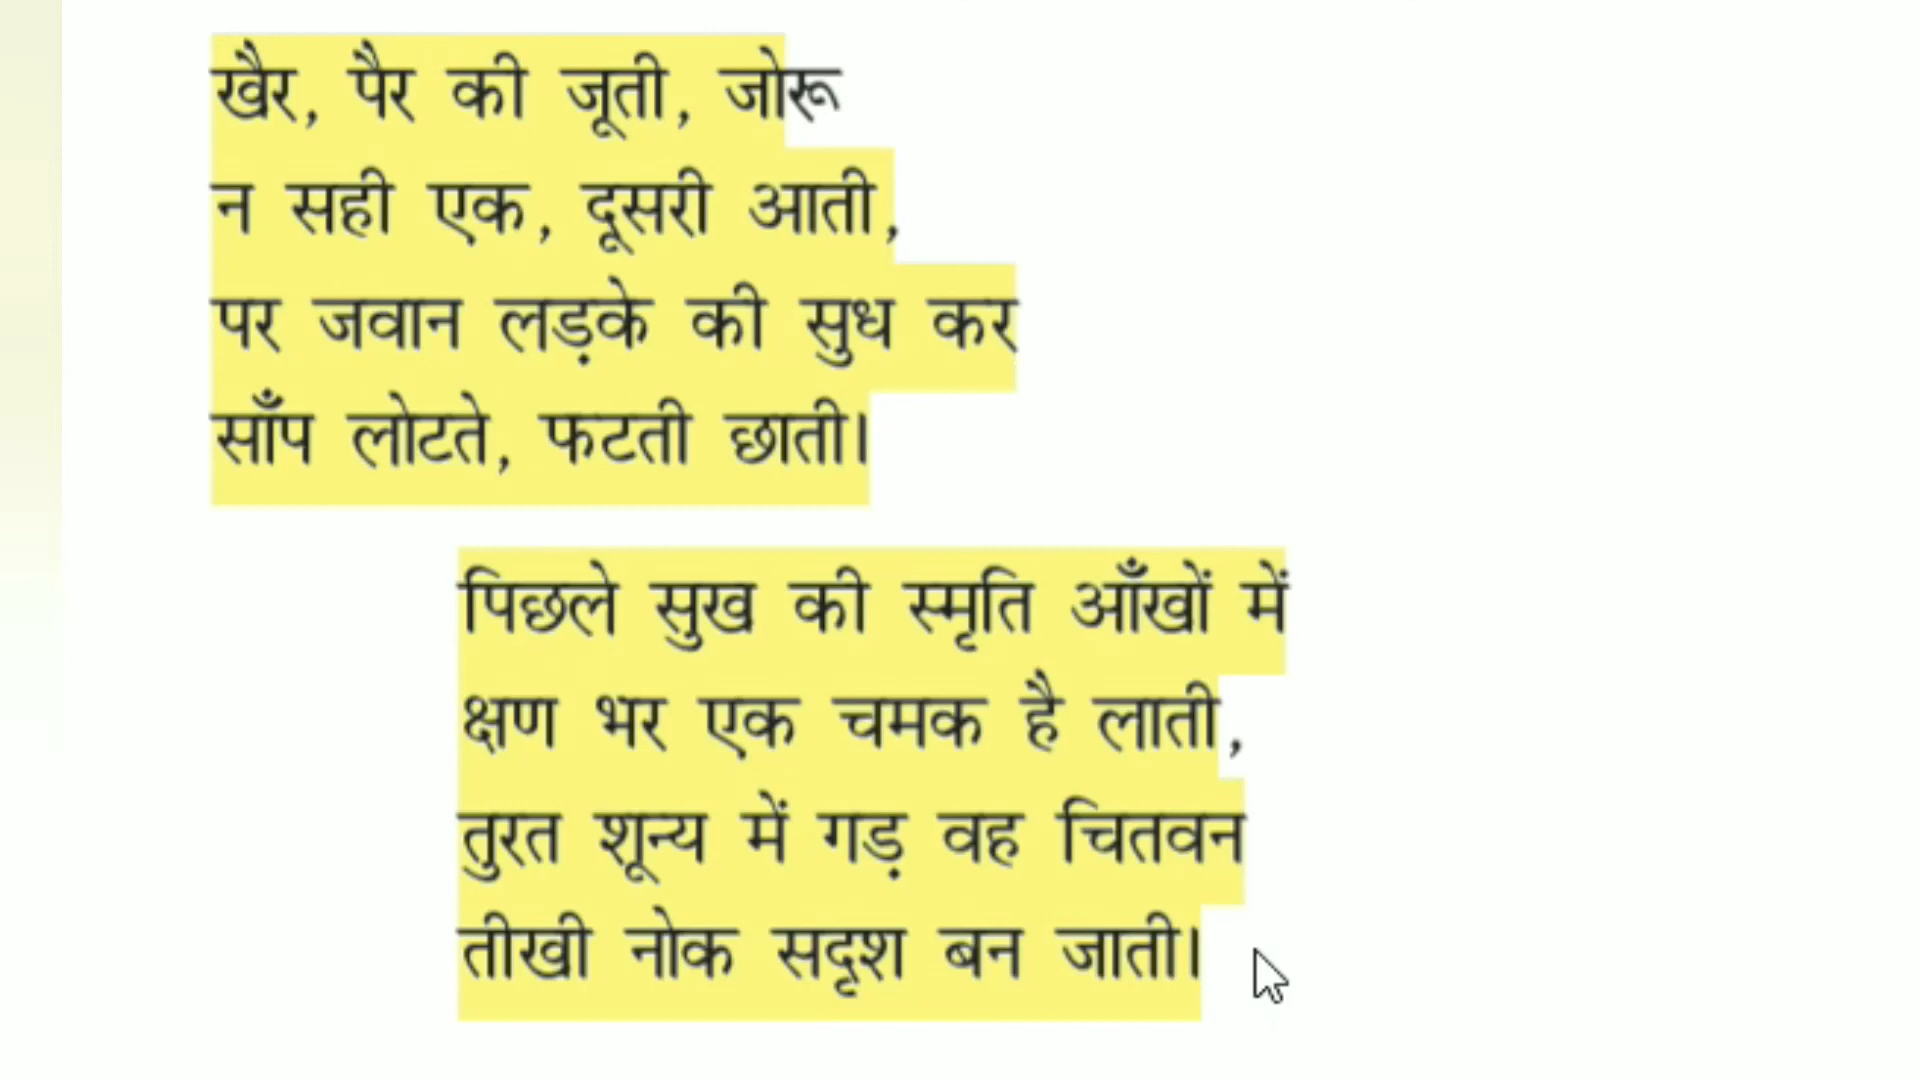 खैर, पैर की जूती, जोरू
न सही एक, दूसरी आती,
पर जवान लड़के की सुध कर
साँप लोटते, फटती छाती।
पिछले सुख की स्मृति आँखों में
क्षण भर एक चमक है लाती,
तुरत शून्य में गड़ वह चितवन
तीखी नोक सदृश बन जाती।